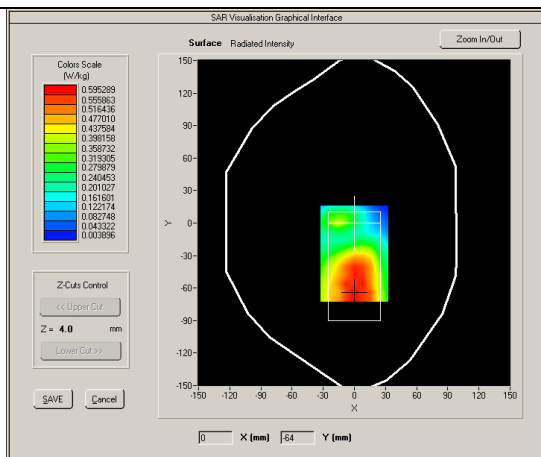 SAR Visualisation Graphical Interface
Surface Radiated Intensity
Zoom In/Out
Colors Scale
(W/kg)
0.595289
0.555863
0.516436
0.477010
0.437584
0.398158
0.358732
0.319305
0.279879
0.240453
0.201027
0.161601
0.122174
0.082748
0.043322
0.003896
Z-Cuts Control
<< Upper Cut
Z = 4.0 mm
Lower Cut >>
SAVE
Cancel
150
120
90
60
30
0
-30
-60
-90
-120
-150
Y
-150 -120 -90 -60 -30 0 30 60 90 120 150
X
0 X (mm) -64 Y (mm)